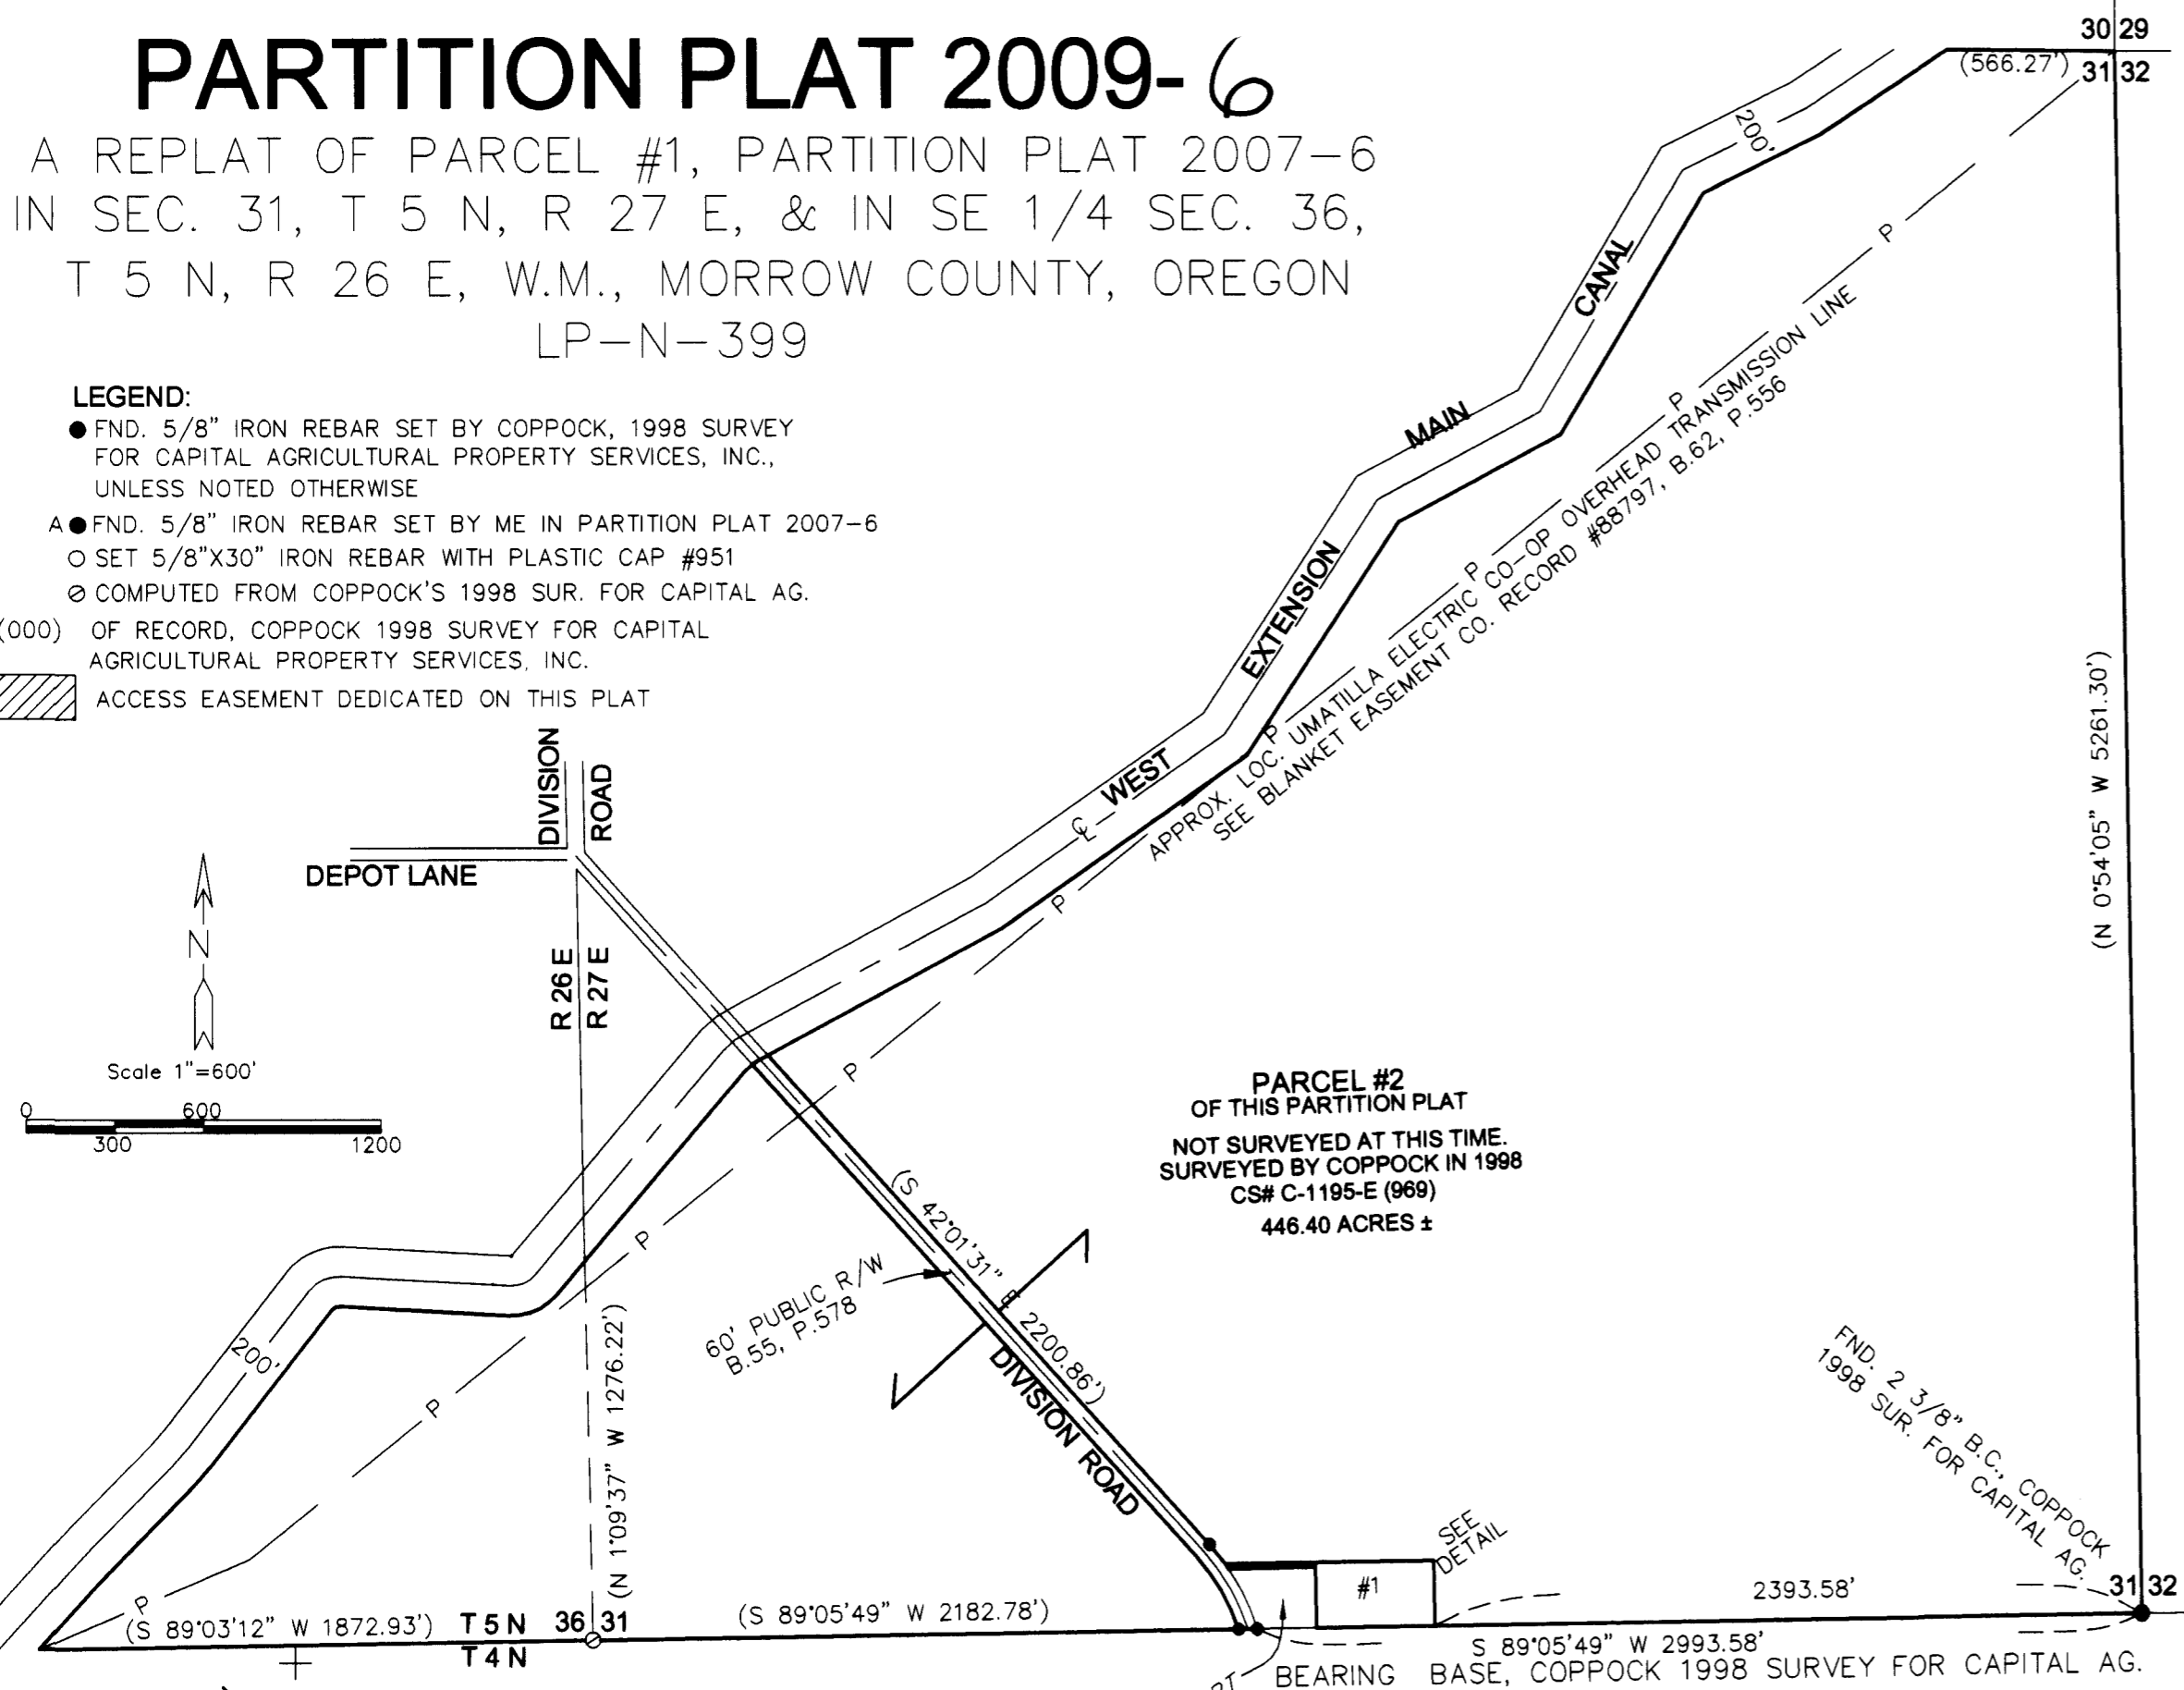 PARTITION PLAT 2009-6
A REPLAT OF PARCEL #1, PARTITION PLAT 2007-6
IN SEC. 31, T 5 N, R 27 E, & IN SE 1/4 SEC. 36,
T 5 N, R 26 E, W.M., MORROW COUNTY, OREGON
LP-N-399
LEGEND:
FND. 5/8" IRON REBAR SET BY COPPOCK, 1998 SURVEY
FOR CAPITAL AGRICULTURAL PROPERTY SERVICES, INC.,
UNLESS NOTED OTHERWISE
A FND. 5/8" IRON REBAR SET BY ME IN PARTITION PLAT 2007-6
SET 5/8"X30" IRON REBAR WITH PLASTIC CAP #951
COMPUTED FROM COPPOCK'S 1998 SUR. FOR CAPITAL AG.
(000) OF RECORD, COPPOCK 1998 SURVEY FOR CAPITAL
AGRICULTURAL PROPERTY SERVICES, INC.
ACCESS EASEMENT DEDICATED ON THIS PLAT
30 29
31 32
(566.27')
200'
CANAL
MAIN
EXTENSION
WEST
℄
P
P
P
P
P
P
P
P
P
P
APPROX. LOC. UMATILLA ELECTRIC CO-OP OVERHEAD TRANSMISSION LINE
SEE BLANKET EASEMENT CO. RECORD #88797, B.62, P.556
(N 0°54'05" W 5261.30')
DIVISION
ROAD
DEPOT LANE
R 26 E
R 27 E
N
Scale 1"=600'
0
600
300
1200
PARCEL #2
OF THIS PARTITION PLAT
NOT SURVEYED AT THIS TIME.
SURVEYED BY COPPOCK IN 1998
CS# C-1195-E (969)
446.40 ACRES ±
(S 42°01'31" E 2200.86')
60' PUBLIC R/W
B.55, P.578
DIVISION ROAD
200'
(N 1°09'37" W 1276.22')
FND. 2 3/8" B.C., COPPOCK
1998 SUR. FOR CAPITAL AG.
SEE
DETAIL
#1
2393.58'
31 32
(S 89°03'12" W 1872.93')
T 5 N
36 31
(S 89°05'49" W 2182.78')
T 4 N
S 89°05'49" W 2993.58'
BEARING BASE, COPPOCK 1998 SURVEY FOR CAPITAL AG.